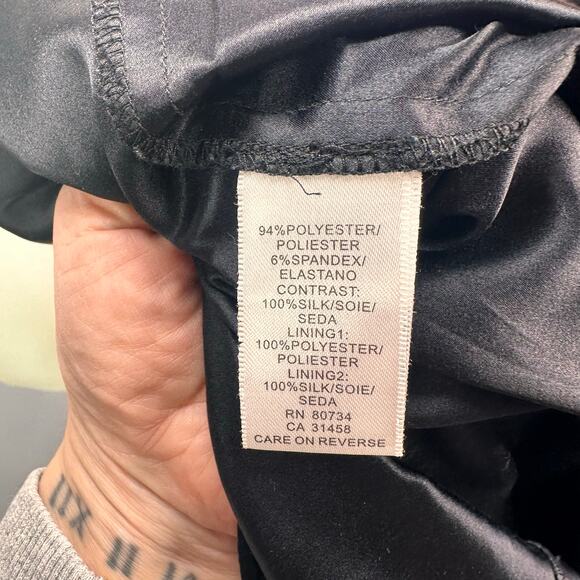 94%POLYESTER/
POLIESTER
6%SPANDEX/
ELASTANO
CONTRAST:
100%SILK/SOIE/
SEDA
LINING1:
100%POLYESTER/
POLIESTER
LINING2:
100%SILK/SOIE/
SEDA
RN 80734
CA 31458
CARE ON REVERSE